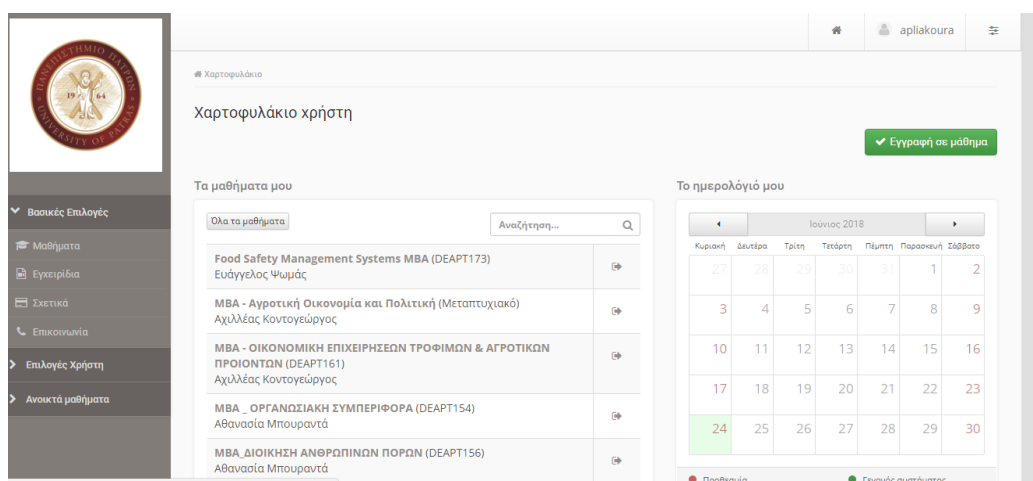 ΠΑΝΕΠΙΣΤΗΜΙΟ ΠΑΤΡΩΝ
19 64
UNIVERSITY OF PATRAS
apliakoura
Χαρτοφυλάκιο
Χαρτοφυλάκιο χρήστη
Εγγραφή σε μάθημα
Βασικές Επιλογές
Μαθήματα
Εγχειρίδια
Σχετικά
Επικοινωνία
Επιλογές Χρήστη
Ανοικτά μαθήματα
Τα μαθήματα μου
Όλα τα μαθήματα
Αναζήτηση...
Food Safety Management Systems MBA (DEAPT173)
Ευάγγελος Ψωμάς
MBA - Αγροτική Οικονομία και Πολιτική (Μεταπτυχιακό)
Αχιλλέας Κοντογεώργος
MBA - ΟΙΚΟΝΟΜΙΚΗ ΕΠΙΧΕΙΡΗΣΕΩΝ ΤΡΟΦΙΜΩΝ & ΑΓΡΟΤΙΚΩΝ
ΠΡΟΙΟΝΤΩΝ (DEAPT161)
Αχιλλέας Κοντογεώργος
MBA _ ΟΡΓΑΝΩΣΙΑΚΗ ΣΥΜΠΕΡΙΦΟΡΑ (DEAPT154)
Αθανασία Μπουραντά
MBA_ΔΙΟΙΚΗΣΗ ΑΝΘΡΩΠΙΝΩΝ ΠΟΡΩΝ (DEAPT156)
Αθανασία Μπουραντά
Το ημερολόγιό μου
Ιούνιος 2018
Κυριακή Δευτέρα Τρίτη Τετάρτη Πέμπτη Παρασκευή Σάββατο
27 28 29 30 31 1 2
3 4 5 6 7 8 9
10 11 12 13 14 15 16
17 18 19 20 21 22 23
24 25 26 27 28 29 30
Προθεσμία Γεγονός συστήματος